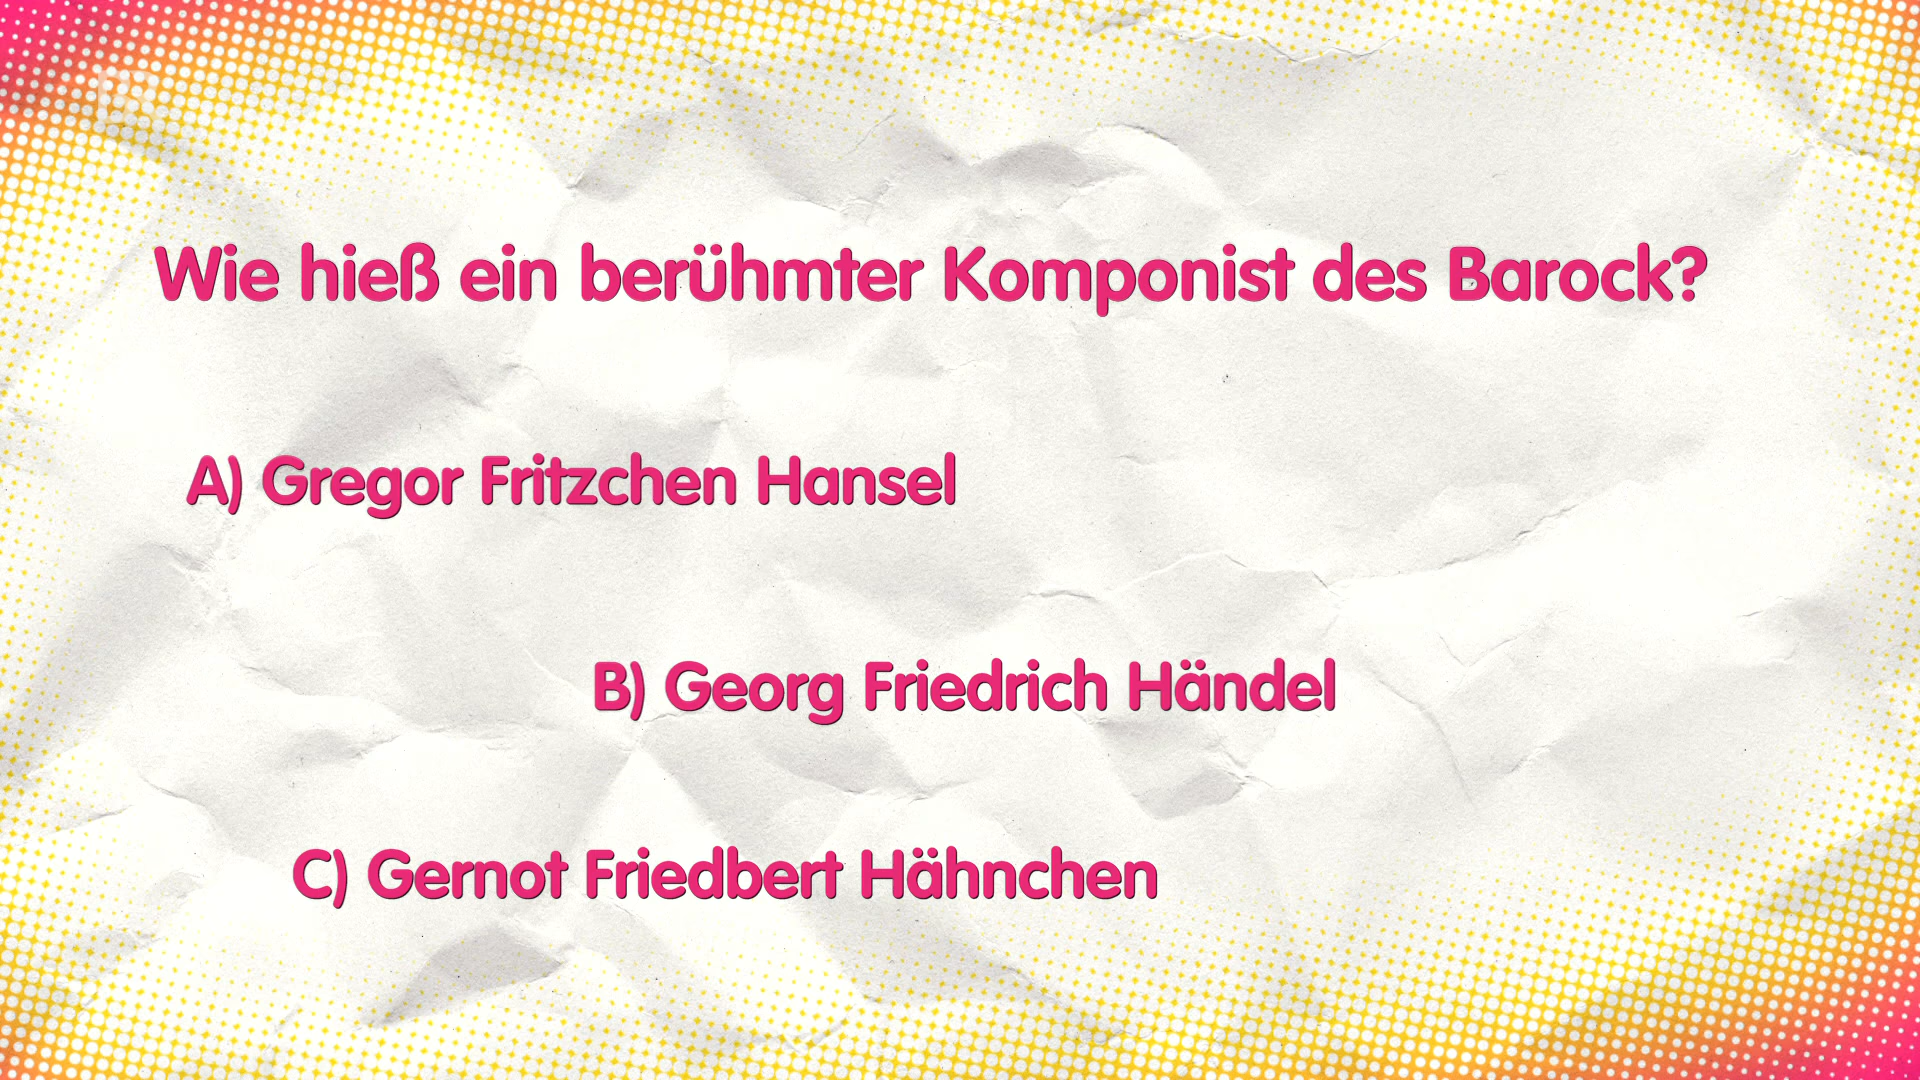 Wie hieß ein berühmter Komponist des Barock?
A) Gregor Fritzchen Hansel
B) Georg Friedrich Händel
C) Gernot Friedbert Hähnchen